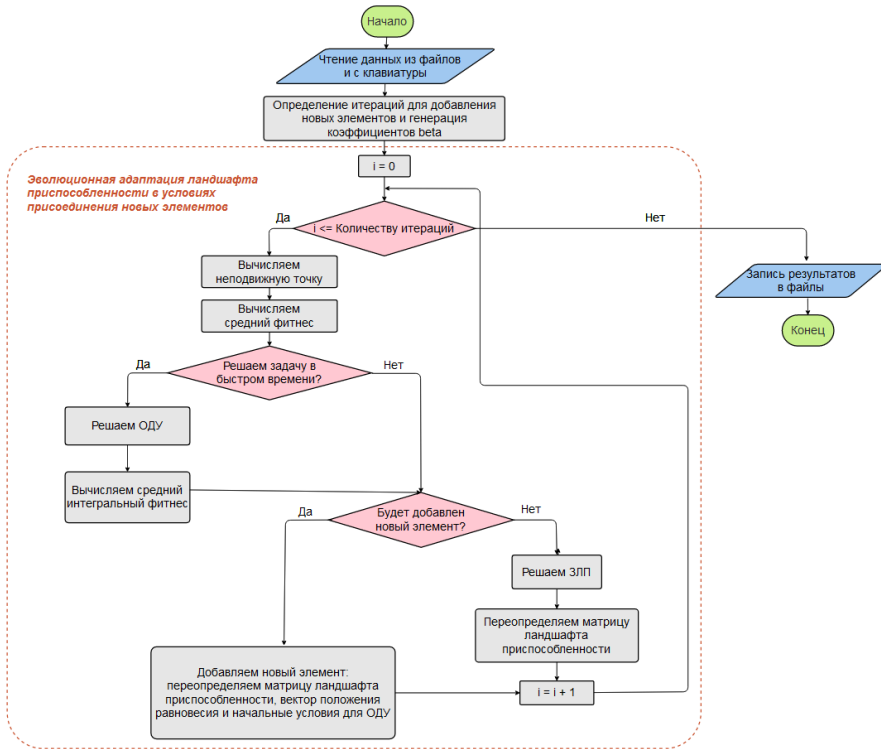 Начало
Чтение данных из файлов
и с клавиатуры
Определение итераций для добавления
новых элементов и генерация
коэффициентов beta
i = 0
Эволюционная адаптация ландшафта
приспособленности в условиях
присоединения новых элементов
Да
i <= Количеству итераций
Нет
Вычисляем
неподвижную точку
Запись результатов
в файлы
Вычисляем
средний фитнес
Конец
Да
Решаем задачу в
быстром времени?
Нет
Решаем ОДУ
Вычисляем средний
интегральный фитнес
Да
Будет добавлен
новый элемент?
Нет
Решаем ЗЛП
Переопределяем матрицу
ландшафта
приспособленности
Добавляем новый элемент:
переопределяем матрицу ландшафта
приспособленности, вектор положения
равновесия и начальные условия для ОДУ
i = i + 1